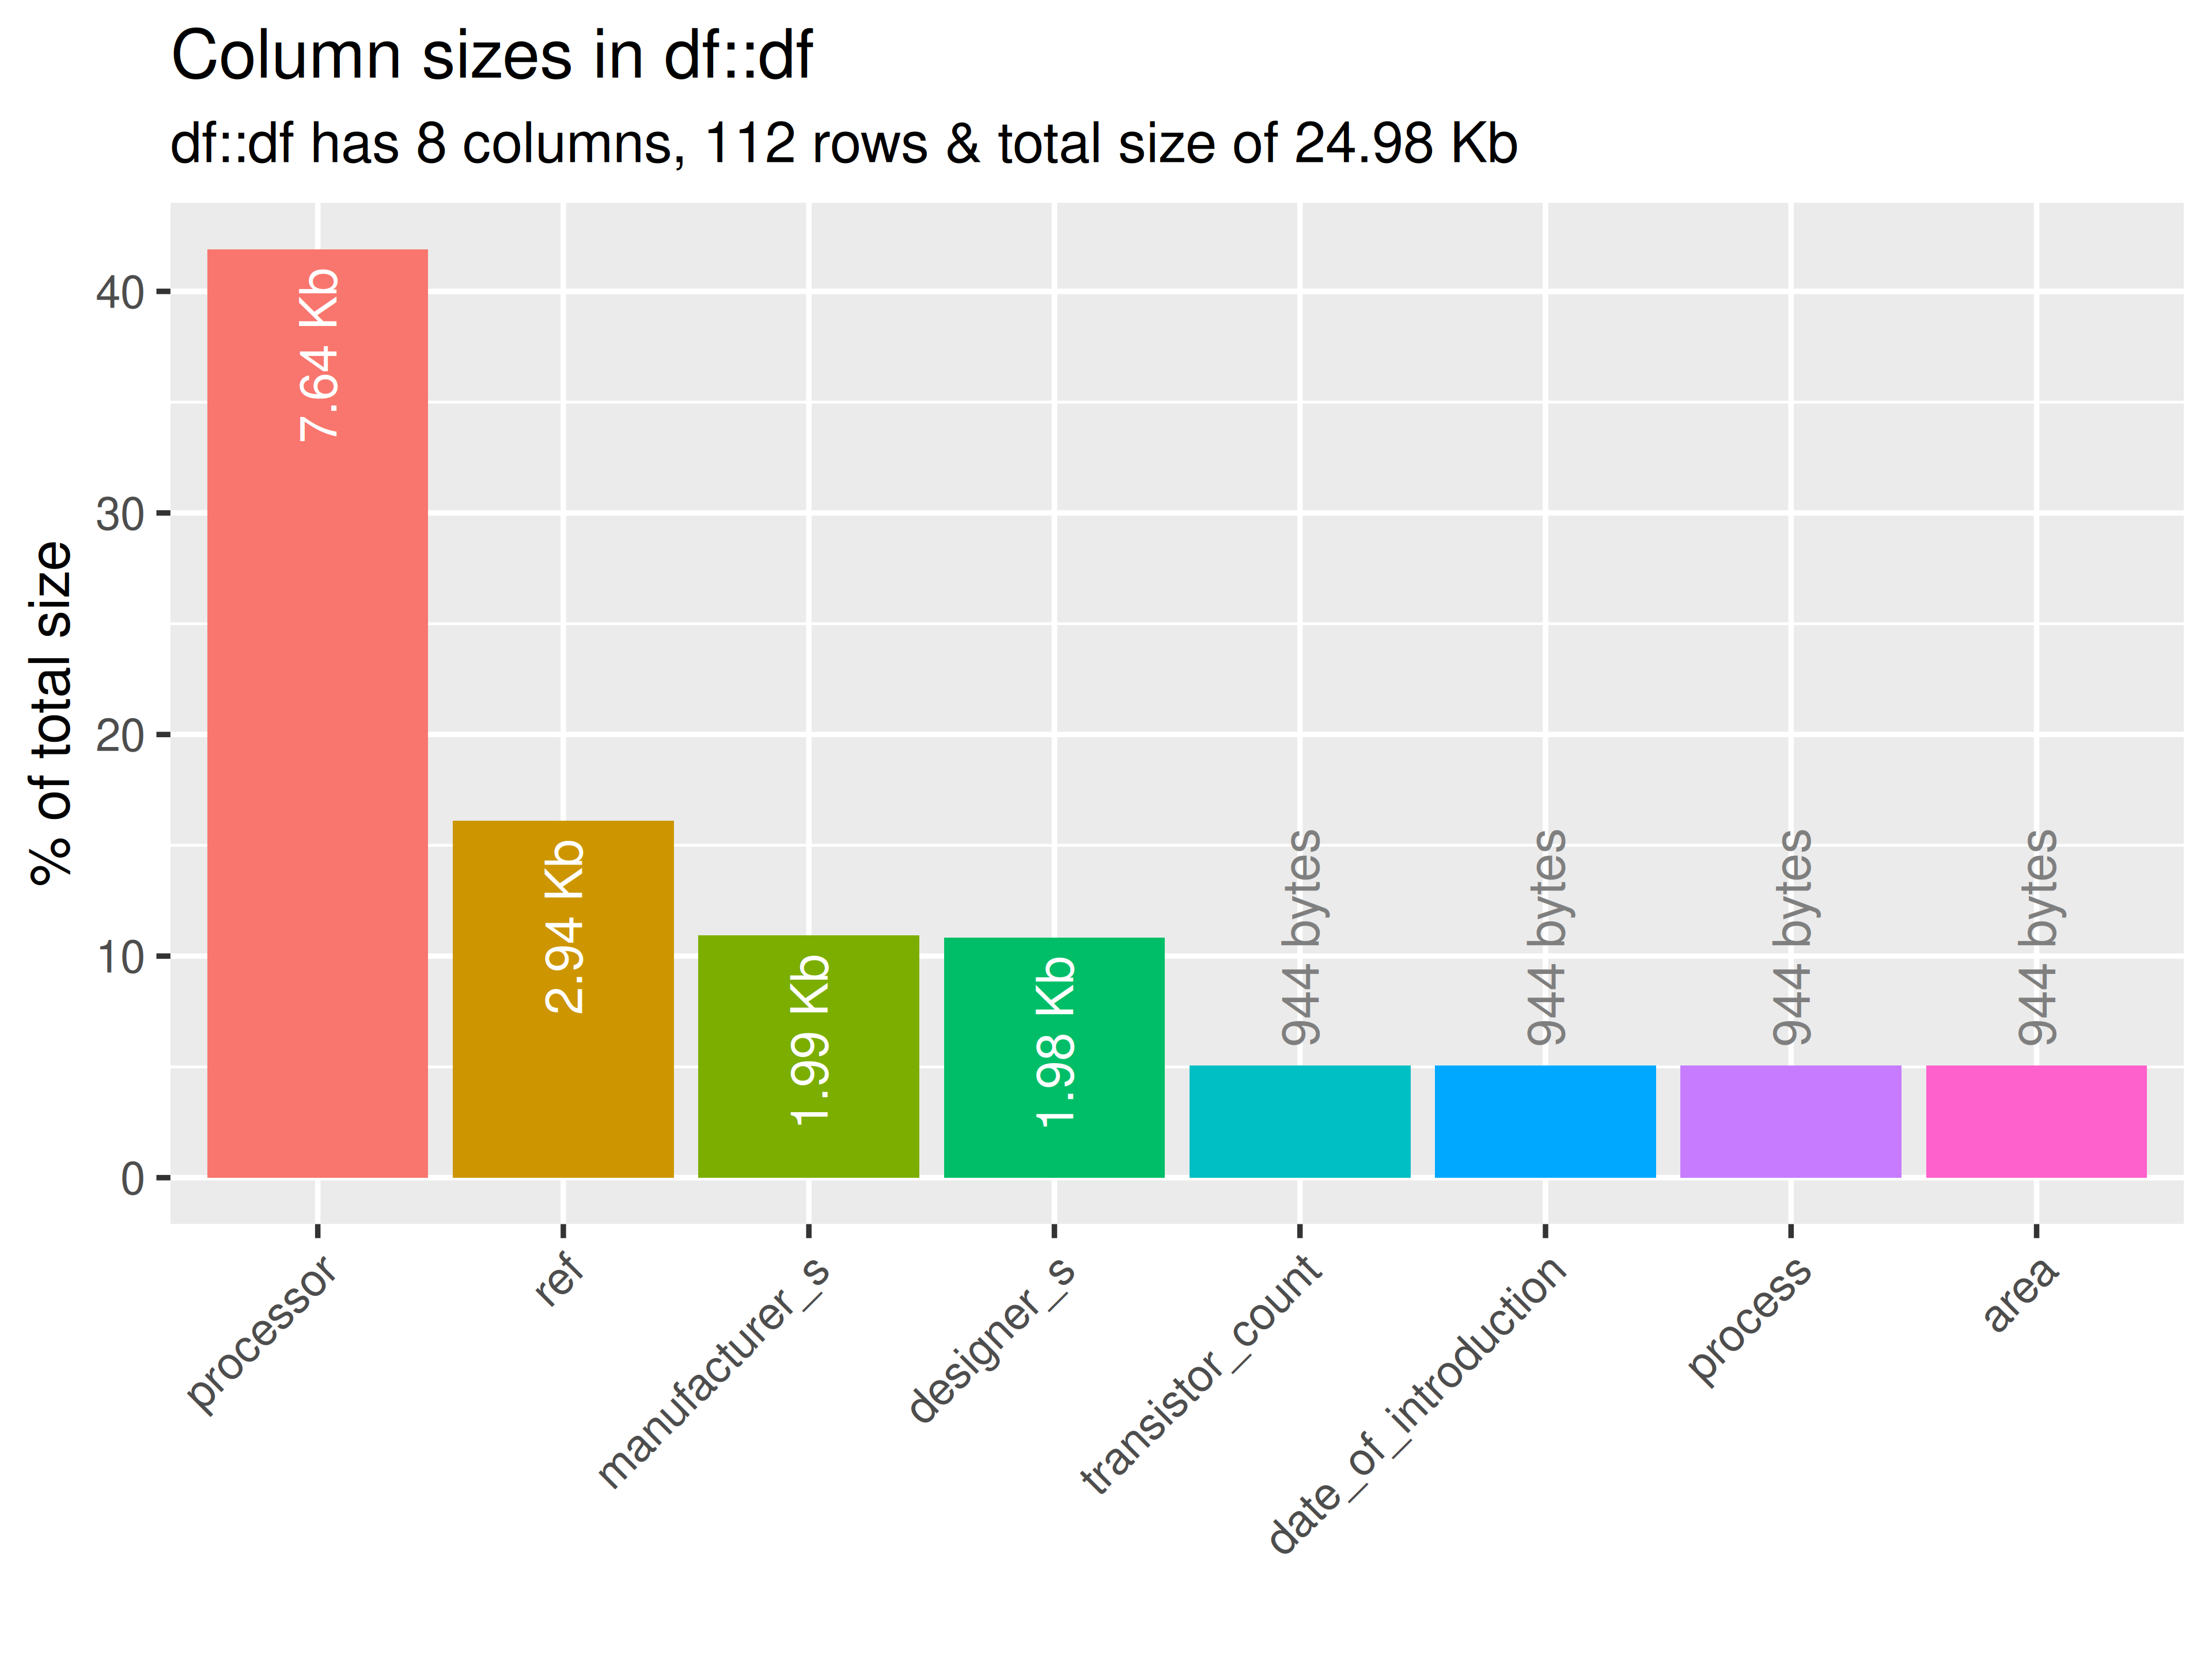 Column sizes in df::df
df::df has 8 columns, 112 rows & total size of 24.98 Kb
% of total size
40
30
20
10
0
7.64 Kb
2.94 Kb
1.99 Kb
1.98 Kb
944 bytes
944 bytes
944 bytes
944 bytes
processor
ref
manufacturer_s
designer_s
transistor_count
date_of_introduction
process
area